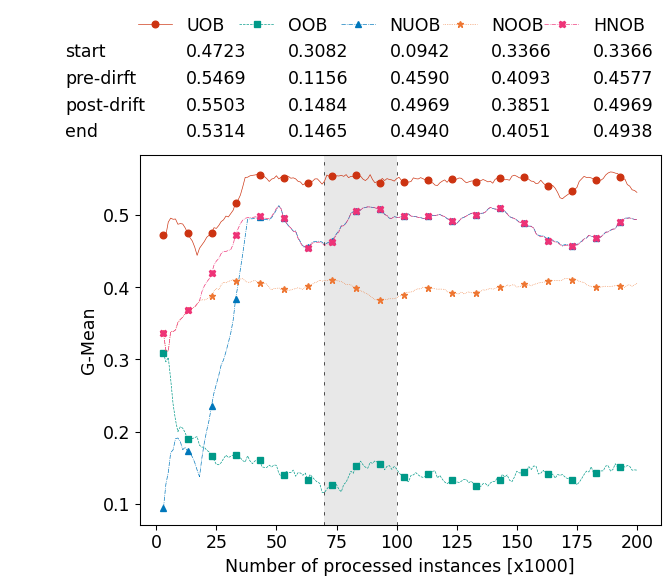 UOB OOB NUOB NOOB HNOB
start 0.4723 0.3082 0.0942 0.3366 0.3366
pre-dirft 0.5469 0.1156 0.4590 0.4093 0.4577
post-drift 0.5503 0.1484 0.4969 0.3851 0.4969
end 0.5314 0.1465 0.4940 0.4051 0.4938
0.5
0.4
0.3
0.2
0.1
G-Mean
0 25 50 75 100 125 150 175 200
Number of processed instances [x1000]